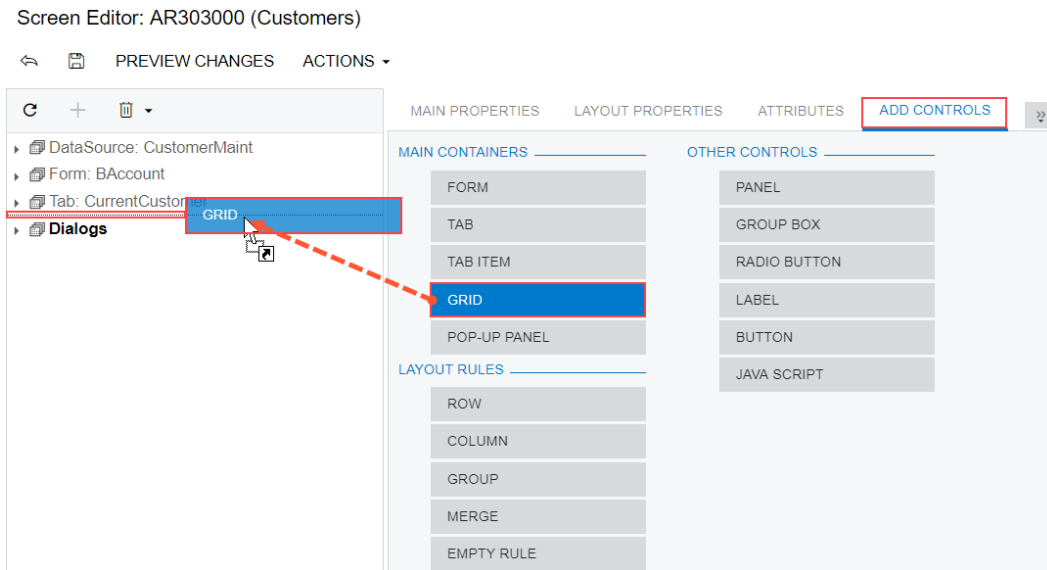 Screen Editor: AR303000 (Customers)
PREVIEW CHANGES ACTIONS
MAIN PROPERTIES LAYOUT PROPERTIES ATTRIBUTES ADD CONTROLS
DataSource: CustomerMaint
Form: BAccount
Tab: CurrentCustomer
GRID
Dialogs
MAIN CONTAINERS
FORM
TAB
TAB ITEM
GRID
POP-UP PANEL
LAYOUT RULES
ROW
COLUMN
GROUP
MERGE
EMPTY RULE
OTHER CONTROLS
PANEL
GROUP BOX
RADIO BUTTON
LABEL
BUTTON
JAVA SCRIPT